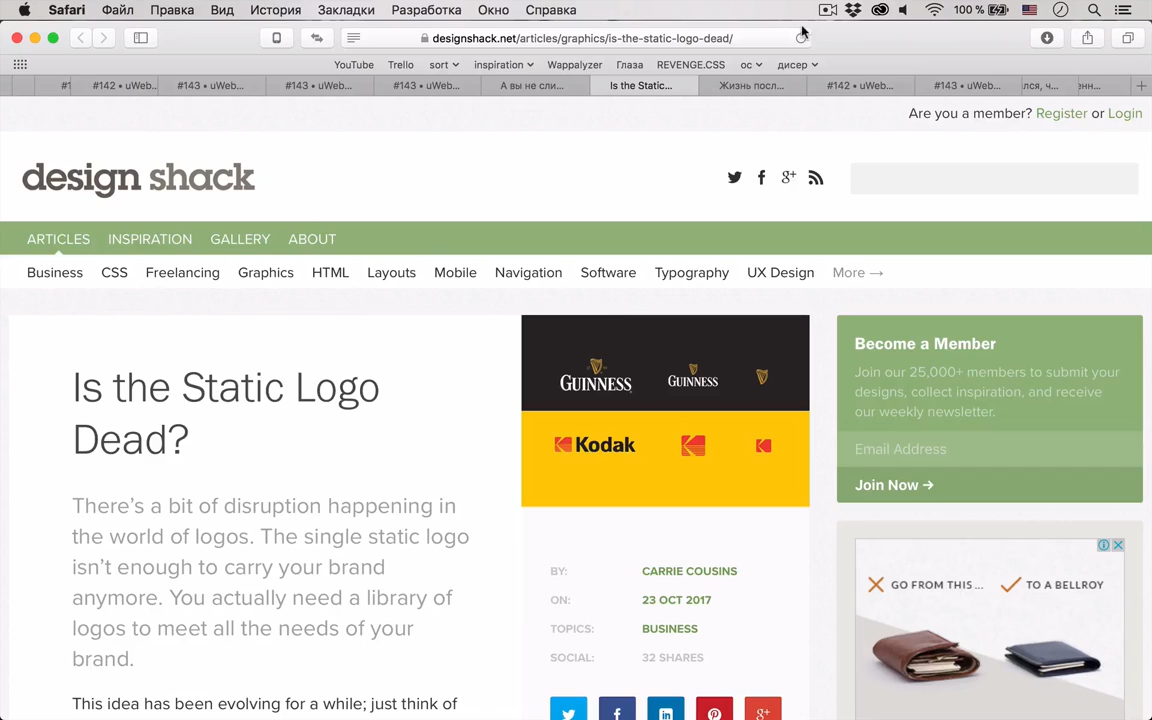 Safari Файл Правка Вид История Закладки Разработка Окно Справка 100 %
designshack.net/articles/graphics/is-the-static-logo-dead/
YouTube Trello sort inspiration Wappalyzer Глаза REVENGE.CSS ос дисер
#1 #142 • uWeb... #143 • uWeb... #143 • uWeb... #143 • uWeb... А вы не сли... Is the Static... Жизнь посл... #142 • uWeb... #143 • uWeb...
Are you a member? Register or Login
design shack
ARTICLES INSPIRATION GALLERY ABOUT
Business CSS Freelancing Graphics HTML Layouts Mobile Navigation Software Typography UX Design More →
Is the Static Logo
Dead?
There's a bit of disruption happening in
the world of logos. The single static logo
isn't enough to carry your brand
anymore. You actually need a library of
logos to meet all the needs of your
brand.
This idea has been evolving for a while; just think of
GUINNESS GUINNESS
Kodak
BY: CARRIE COUSINS
ON: 23 OCT 2017
TOPICS: BUSINESS
SOCIAL: 32 SHARES
Become a Member
Join our 25,000+ members to submit your
designs, collect inspiration, and receive
our weekly newsletter.
Email Address
Join Now →
GO FROM THIS... TO A BELLROY